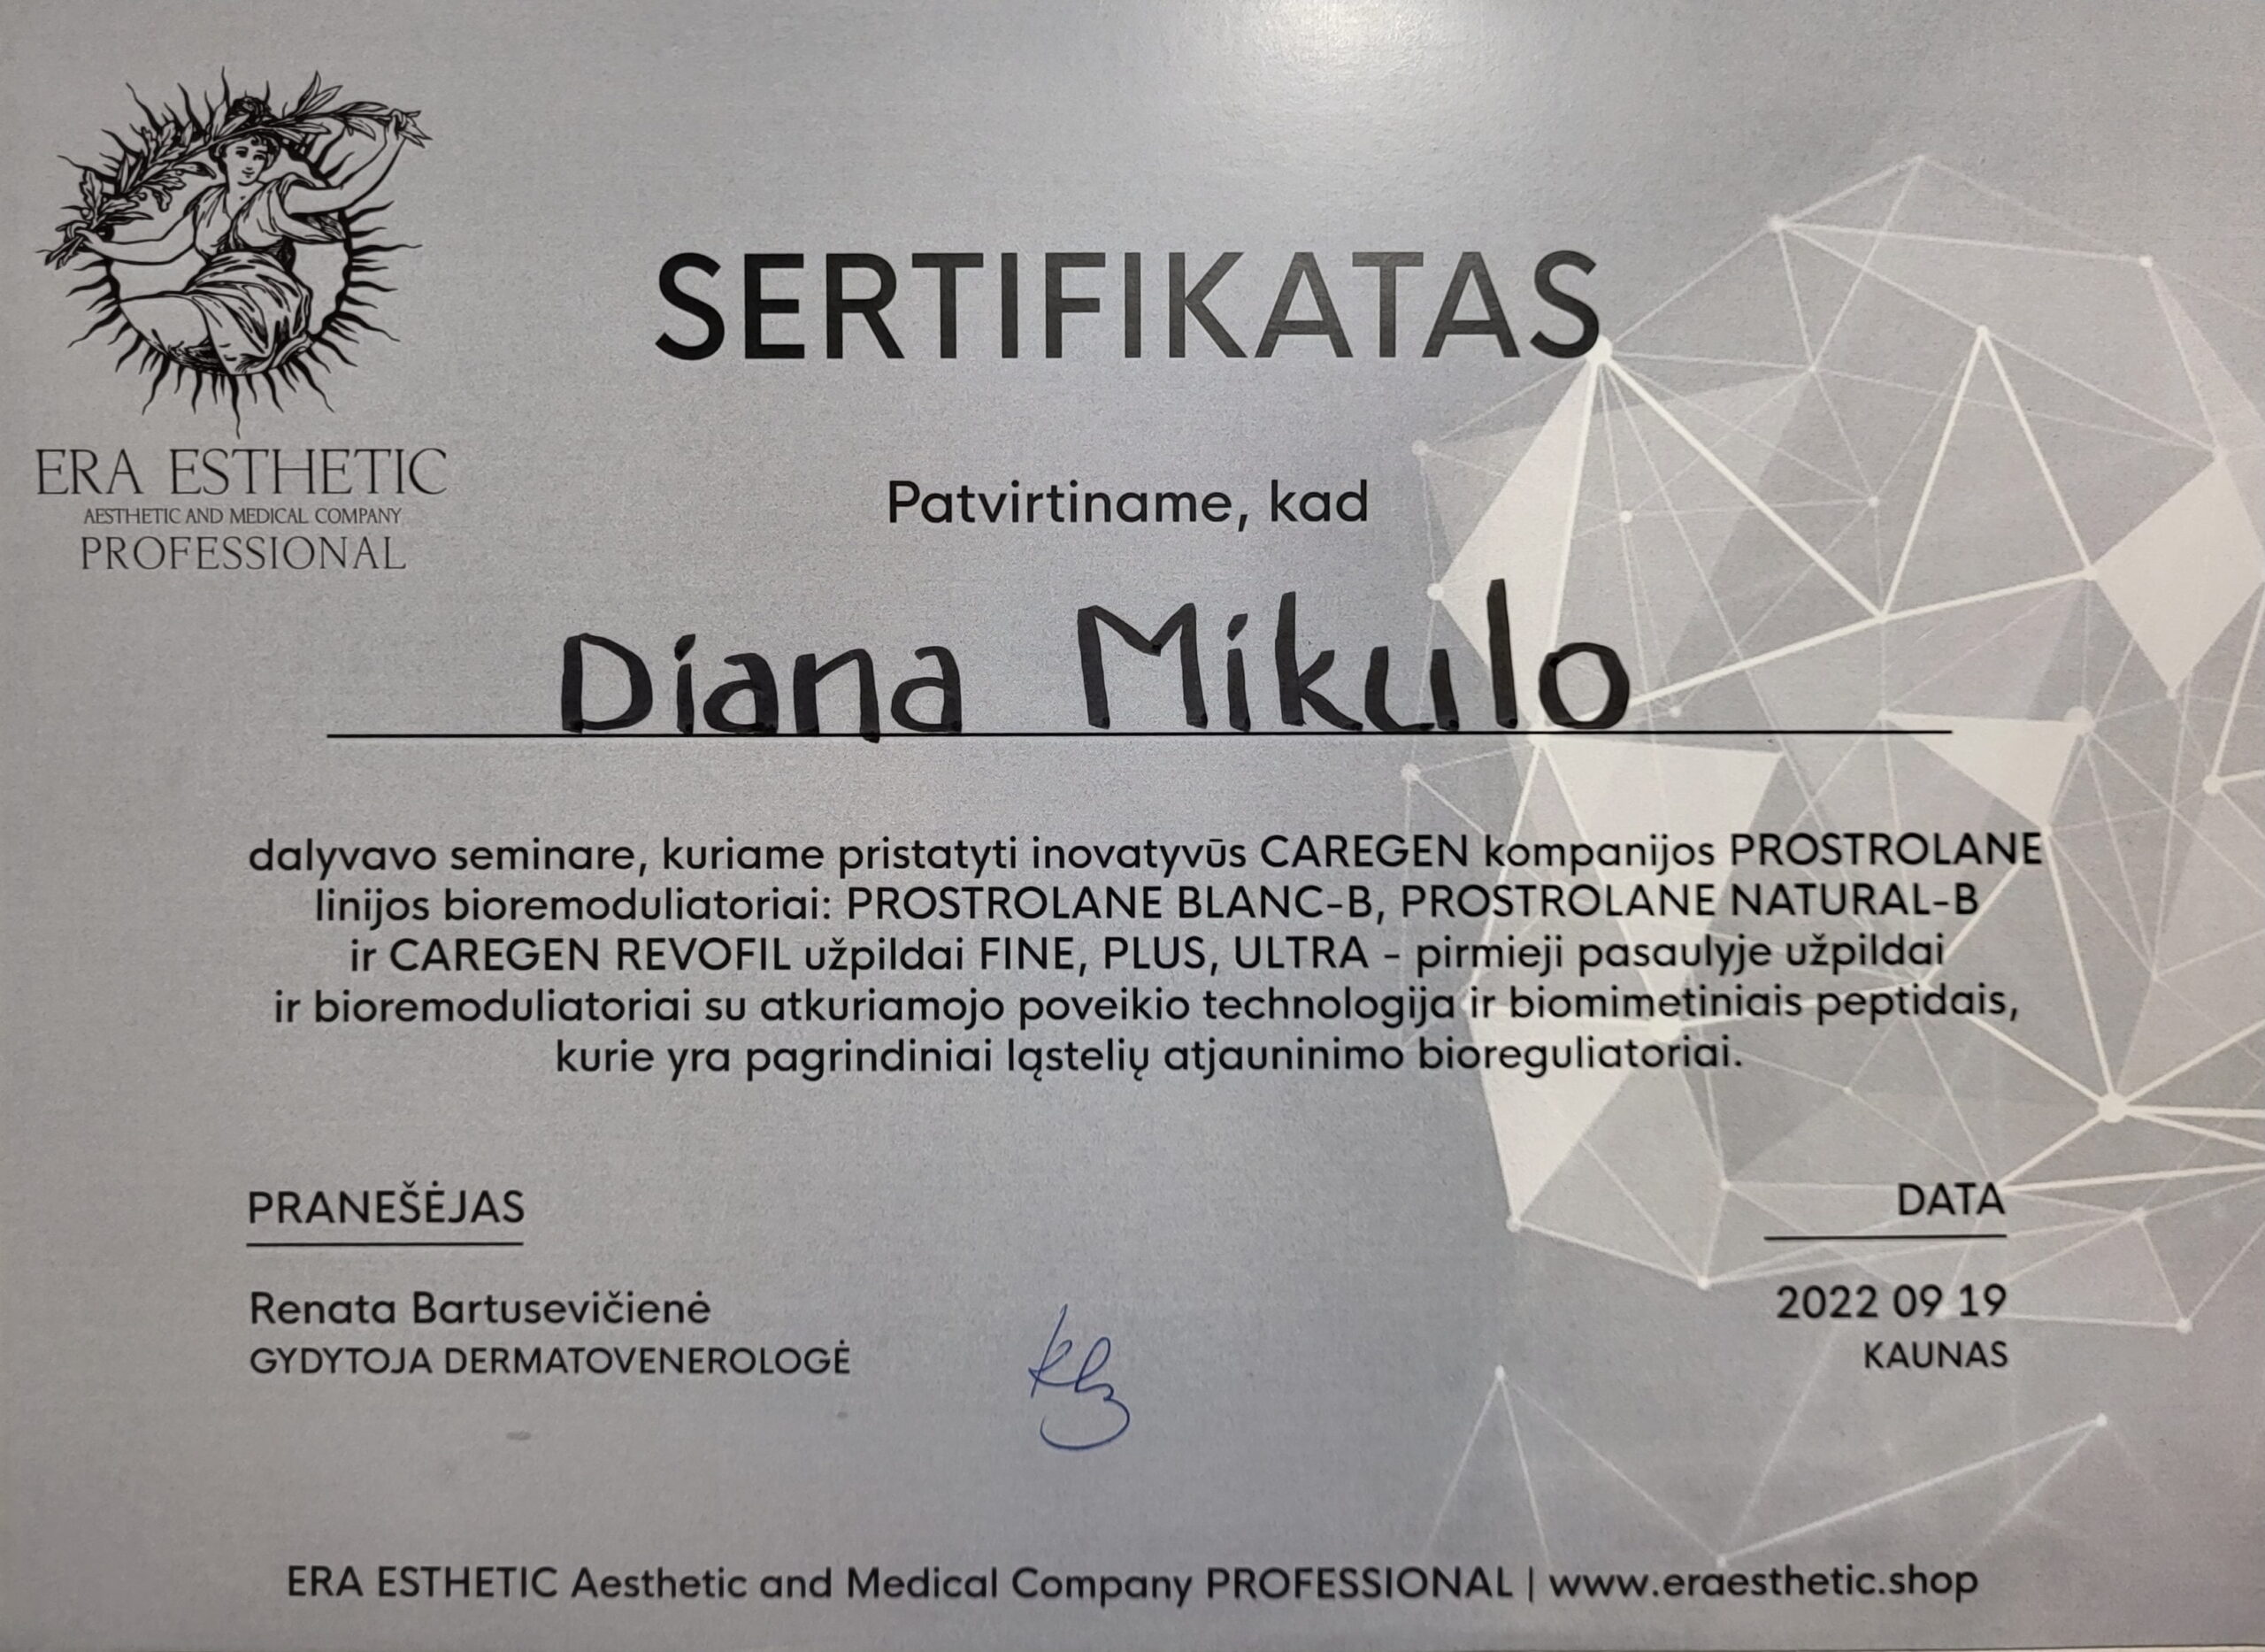 ERA ESTHETIC
AESTHETIC AND MEDICAL COMPANY
PROFESSIONAL
SERTIFIKATAS
Patvirtiname, kad
Diana Mikulo
dalyvavo seminare, kuriame pristatyti inovatyvūs CAREGEN kompanijos PROSTROLANE
linijos bioremoduliatoriai: PROSTROLANE BLANC-B, PROSTROLANE NATURAL-B
ir CAREGEN REVOFIL užpildai FINE, PLUS, ULTRA - pirmieji pasaulyje užpildai
ir bioremoduliatoriai su atkuriamojo poveikio technologija ir biomimetiniais peptidais,
kurie yra pagrindiniai ląstelių atjauninimo bioreguliatoriai.
PRANEŠĖJAS
Renata Bartusevičienė
GYDYTOJA DERMATOVENEROLOGĖ
DATA
2022 09 19
KAUNAS
ERA ESTHETIC Aesthetic and Medical Company PROFESSIONAL | www.eraesthetic.shop